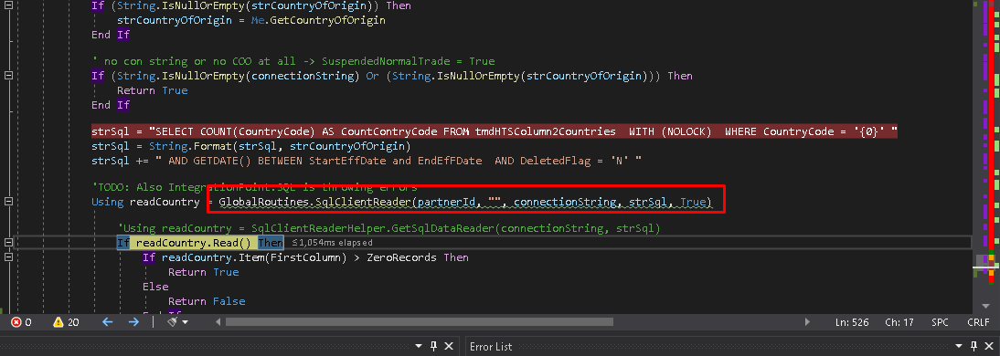 If (String.IsNullOrEmpty(strCountryOfOrigin)) Then
strCountryOfOrigin = Me.GetCountryOfOrigin
End If
' no con string or no COO at all -> SuspendedNormalTrade = True
If (String.IsNullOrEmpty(connectionString) Or (String.IsNullOrEmpty(strCountryOfOrigin))) Then
Return True
End If
strSql = "SELECT COUNT(CountryCode) AS CountContryCode FROM tmdHTSColumn2Countries  WITH (NOLOCK)  WHERE CountryCode = '{0}' "
strSql = String.Format(strSql, strCountryOfOrigin)
strSql += " AND GETDATE() BETWEEN StartEffDate and EndEfFDate  AND DeletedFlag = 'N' "
'TODO: Also IntegrationPoint.SQL is throwing errors
Using readCountry = GlobalRoutines.SqlClientReader(partnerId, "", connectionString, strSql, True)
'Using readCountry = SqlClientReaderHelper.GetSqlDataReader(connectionString, strSql)
If readCountry.Read() Then ≤1,054ms elapsed
If readCountry.Item(FirstColumn) > ZeroRecords Then
Return True
Else
Return False
End If
0 20 Ln: 526 Ch: 17 SPC CRLF
Error List